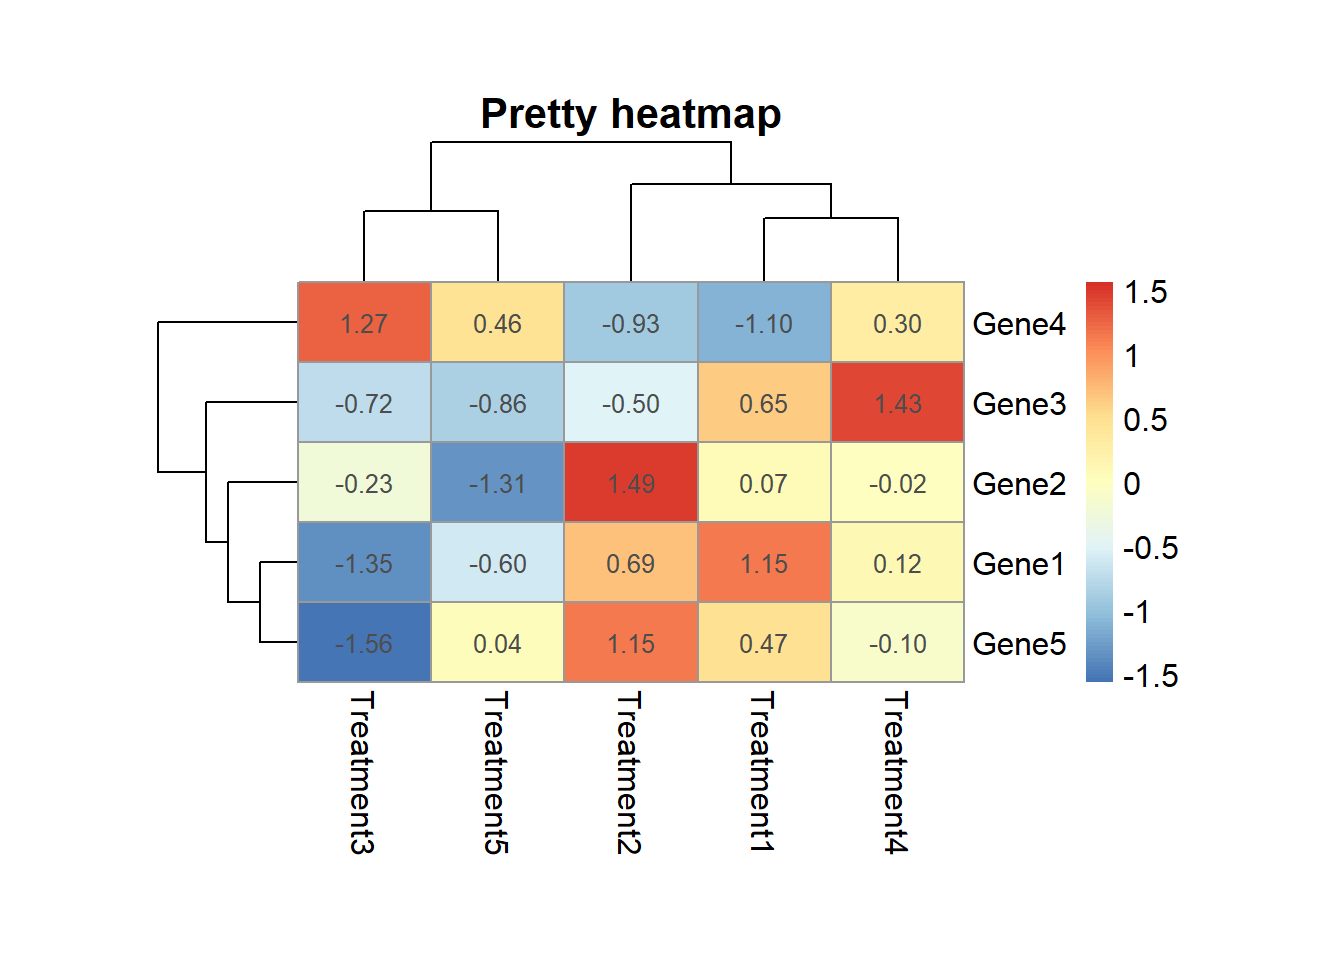 Pretty heatmap
1.27 0.46 -0.93 -1.10 0.30 Gene4
-0.72 -0.86 -0.50 0.65 1.43 Gene3
-0.23 -1.31 1.49 0.07 -0.02 Gene2
-1.35 -0.60 0.69 1.15 0.12 Gene1
-1.56 0.04 1.15 0.47 -0.10 Gene5
Treatment3
Treatment5
Treatment2
Treatment1
Treatment4
1.5
1
0.5
0
-0.5
-1
-1.5